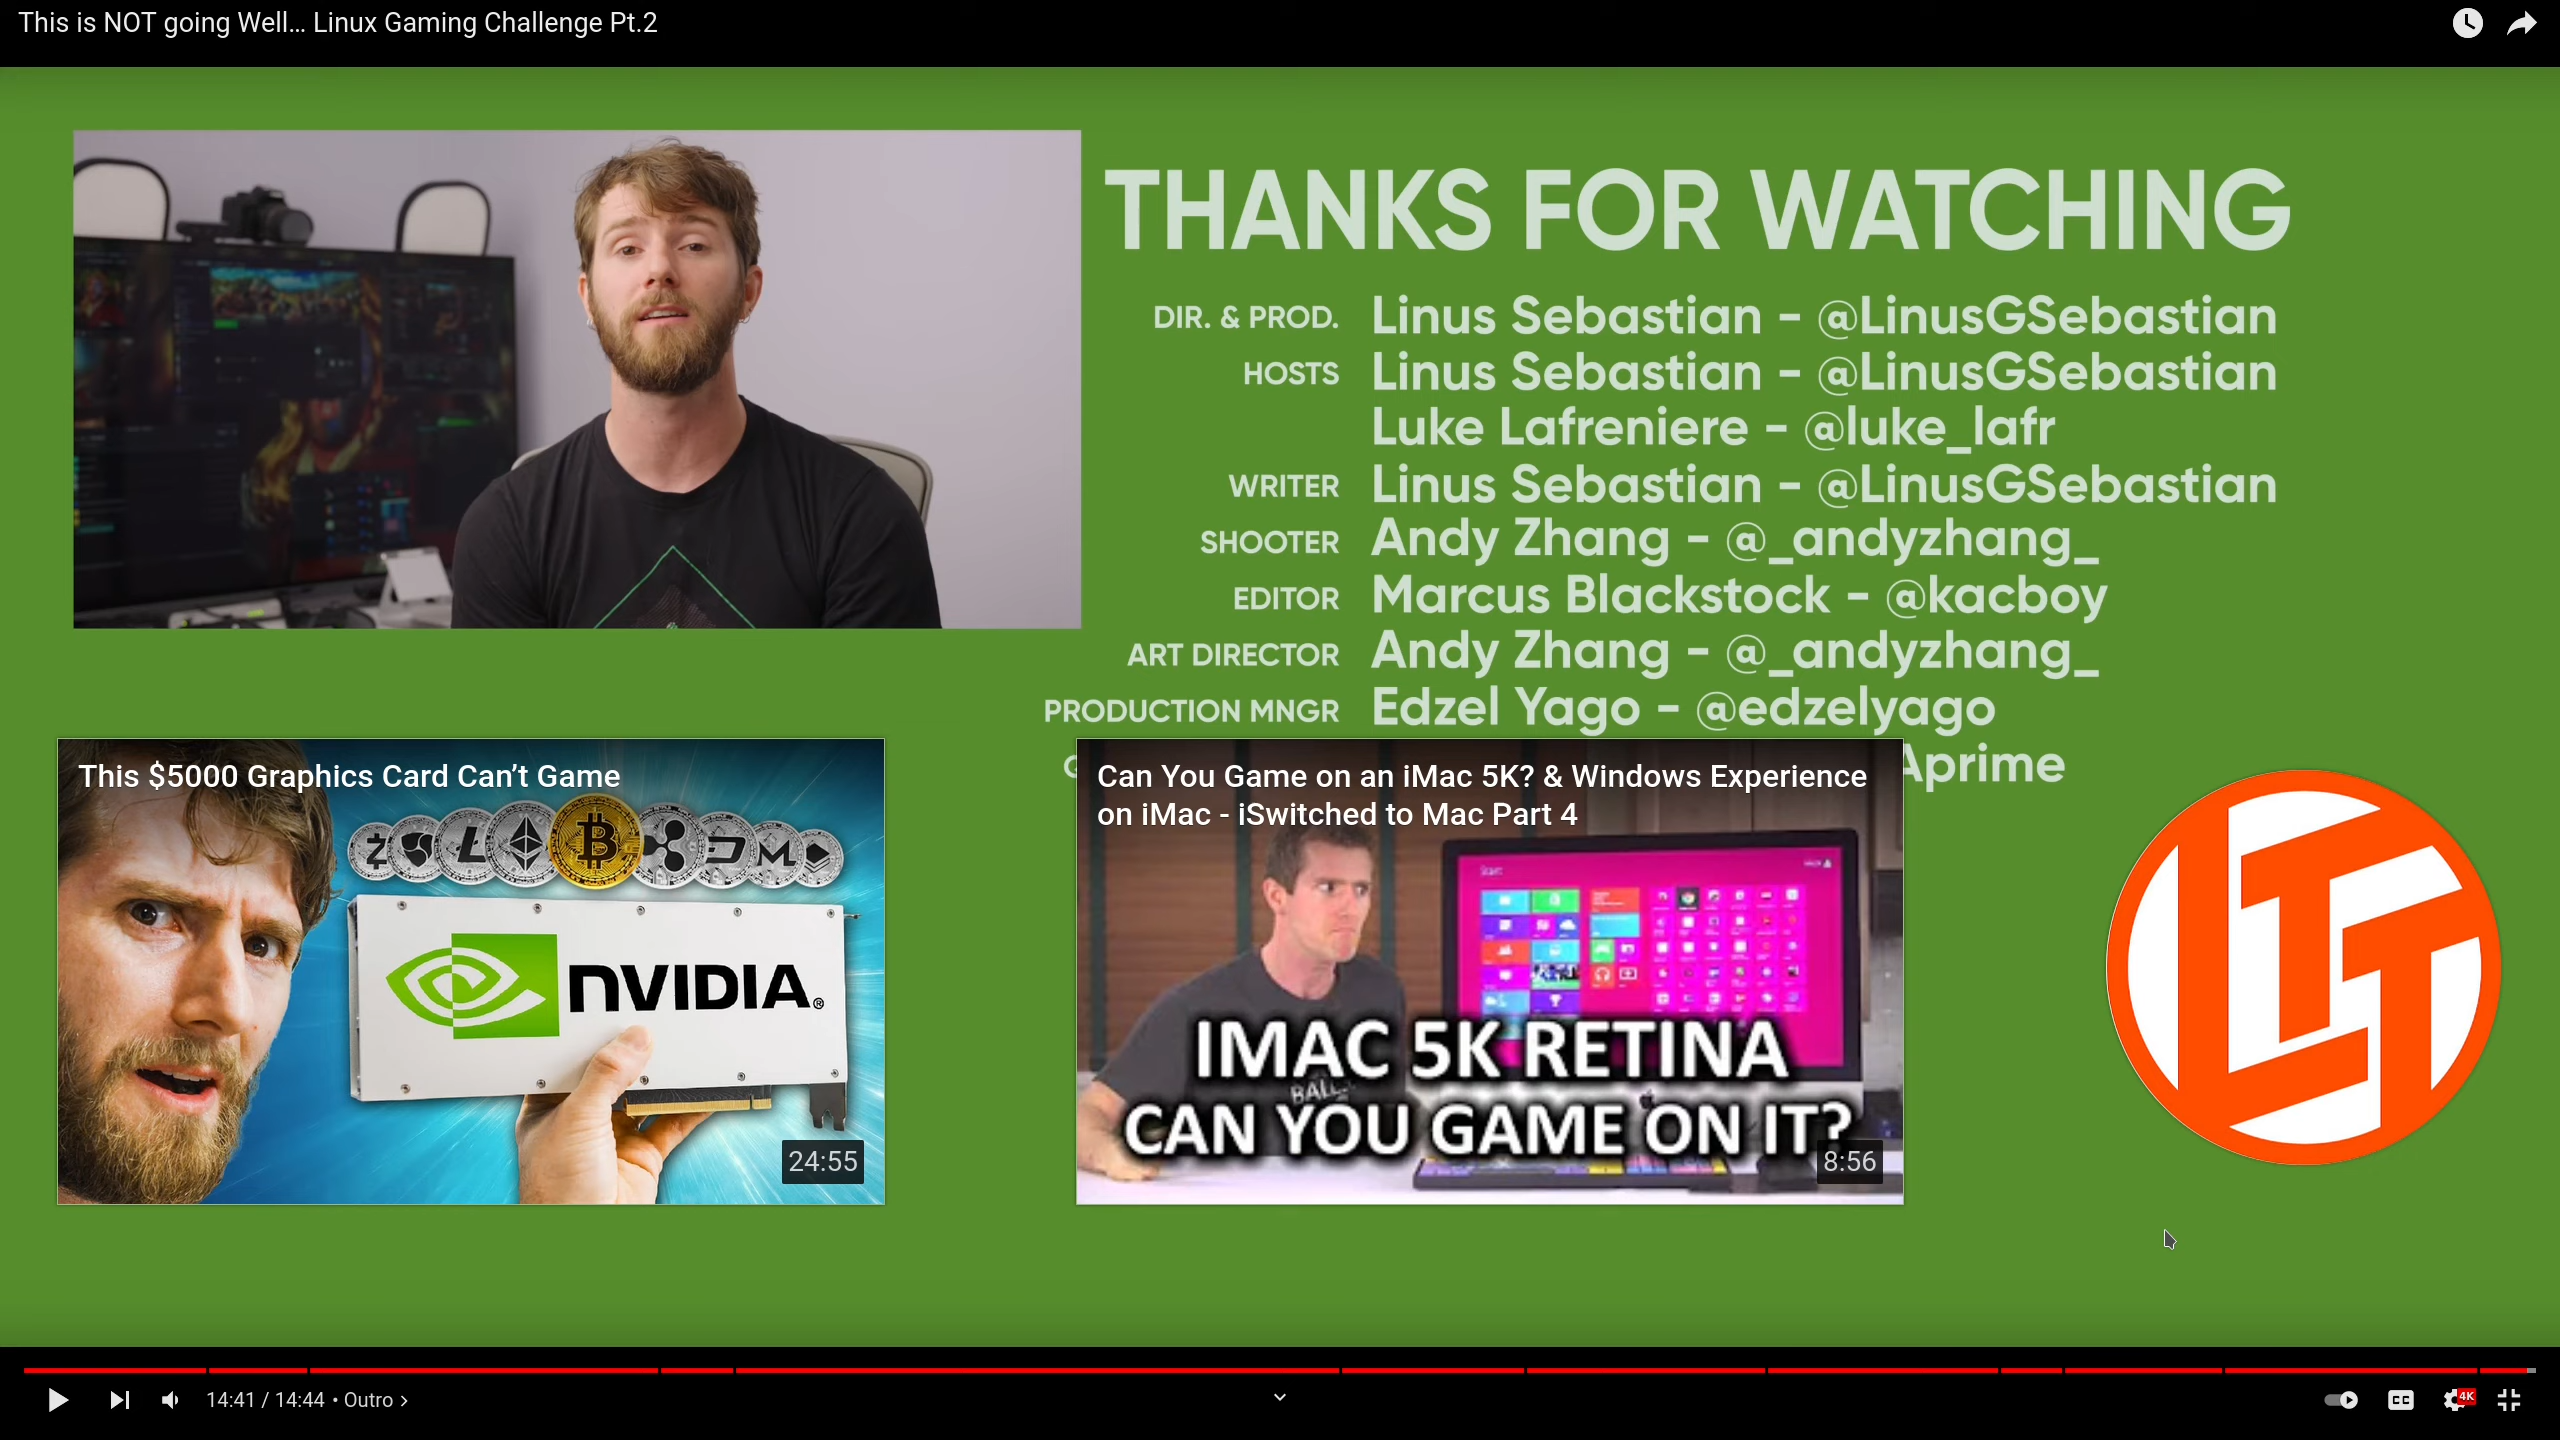 This is NOT going Well... Linux Gaming Challenge Pt.2
THANKS FOR WATCHING
DIR. & PROD. Linus Sebastian - @LinusGSebastian
HOSTS Linus Sebastian - @LinusGSebastian
Luke Lafreniere - @luke_lafr
WRITER Linus Sebastian - @LinusGSebastian
SHOOTER Andy Zhang - @_andyzhang_
EDITOR Marcus Blackstock - @kacboy
ART DIRECTOR Andy Zhang - @_andyzhang_
PRODUCTION MNGR Edzel Yago - @edzelyago
Aprime
This $5000 Graphics Card Can’t Game
NVIDIA®
24:55
Can You Game on an iMac 5K? & Windows Experience
on iMac - iSwitched to Mac Part 4
Start
IMAC 5K RETINA
CAN YOU GAME ON IT?
8:56
LTT
14:41 / 14:44 • Outro ›
CC
4K